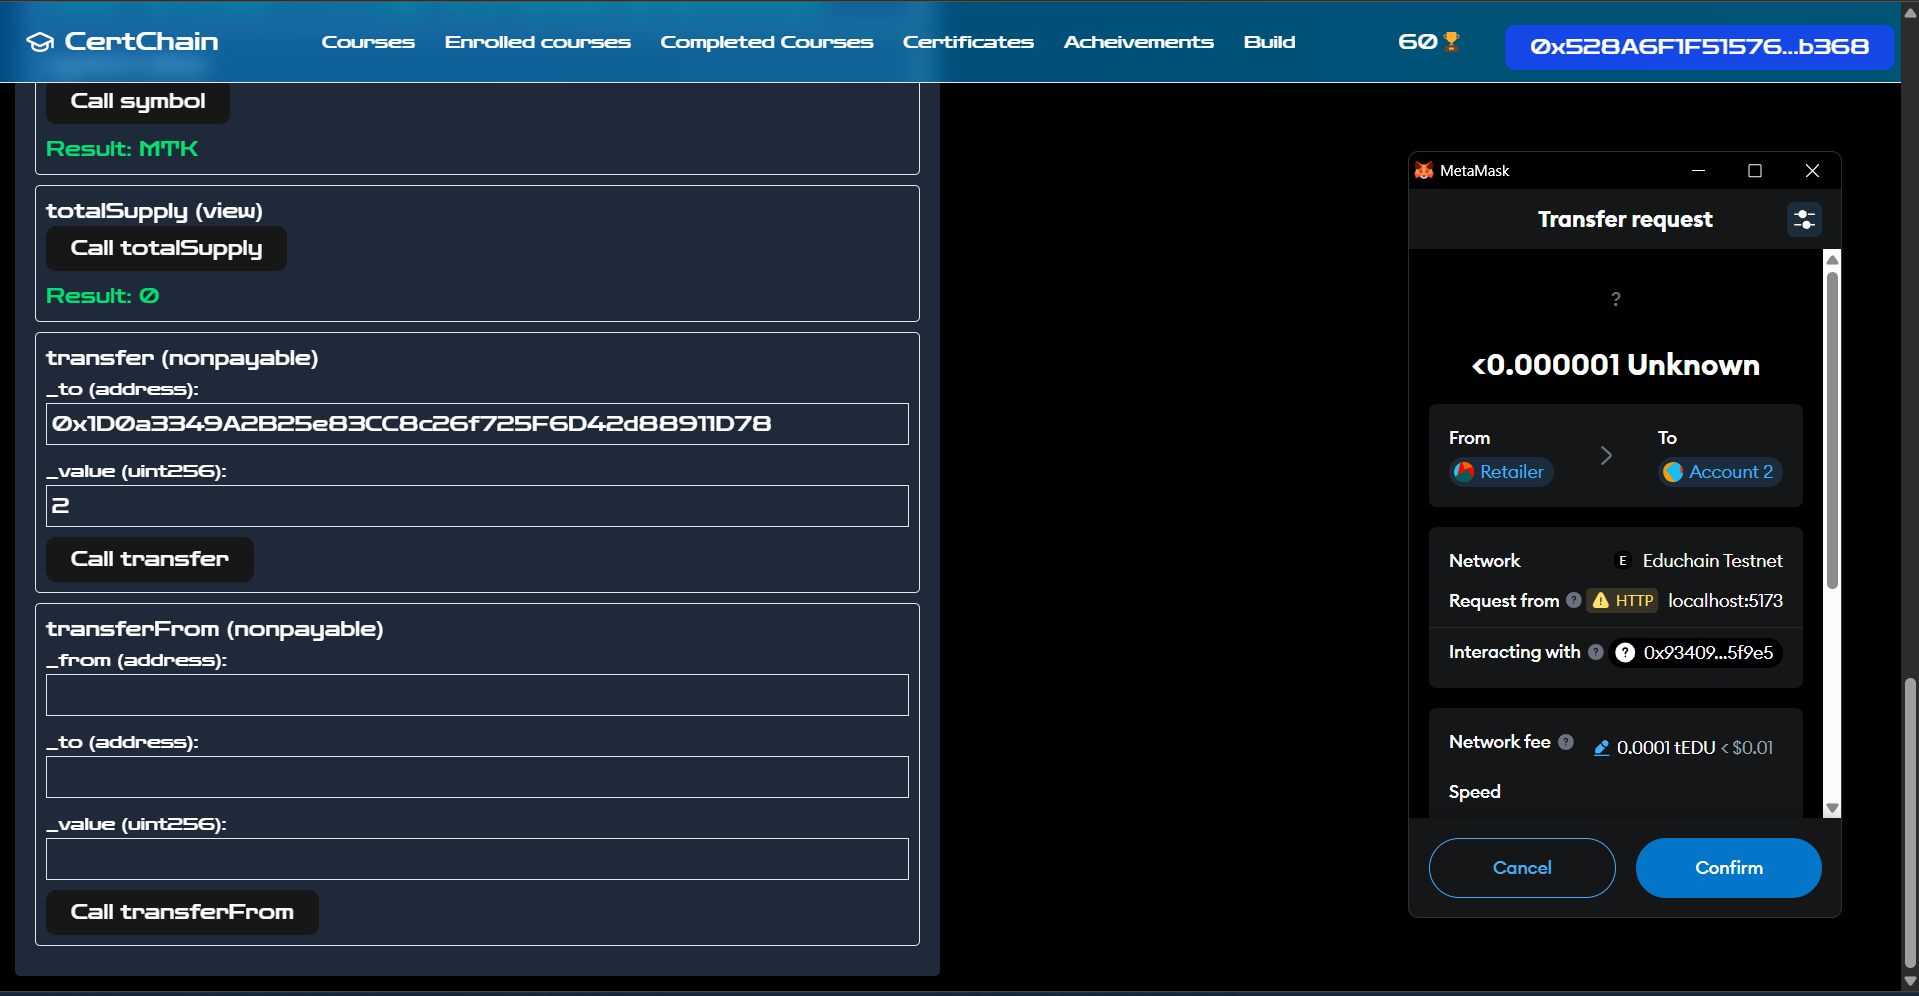 CertChain
Courses
Enrolled courses
Completed Courses
Certificates
Acheivements
Build
60
0x528A6F1F51576...b368
Call symbol
Result: MTK
totalSupply (view)
Call totalSupply
Result: 0
transfer (nonpayable)
_to (address):
0x1D0a3349A2B25e83CC8c26f725F6D42d88911D78
_value (uint256):
2
Call transfer
transferFrom (nonpayable)
_from (address):
_to (address):
_value (uint256):
Call transferFrom
MetaMask
Transfer request
?
<0.000001 Unknown
From
To
Retailer
Account 2
Network
E Educhain Testnet
Request from ? HTTP localhost:5173
Interacting with ? ? 0x93409...5f9e5
Network fee ? 0.0001 tEDU < $0.01
Speed
Cancel
Confirm